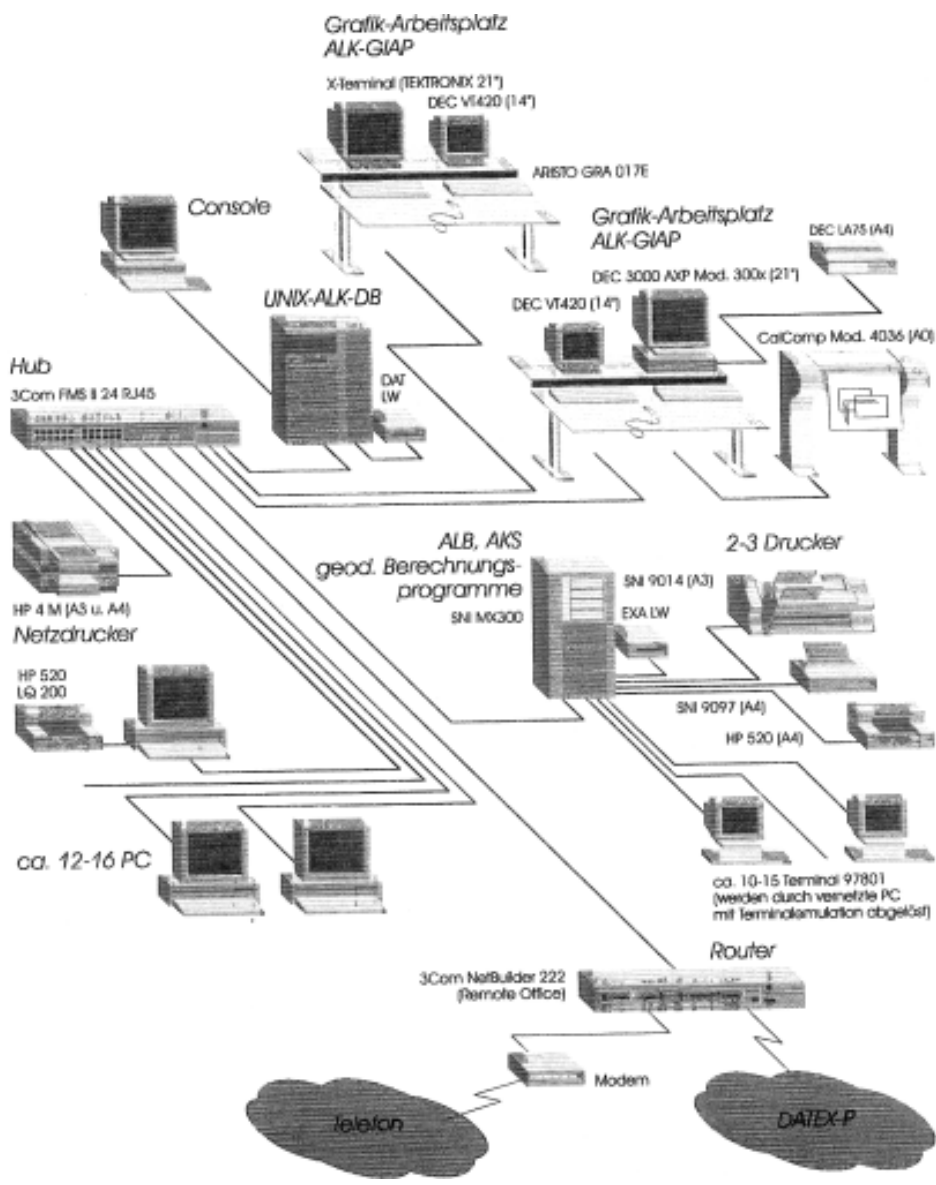 Grafik-Arbeitsplatz
ALK-GIAP
X-Terminal (TEKTRONIX 21")
DEC VT420 (14")
ARISTO GRA 017E
Console
Grafik-Arbeitsplatz
ALK-GIAP
DEC LA75 (A4)
DEC 3000 AXP Mod. 300x (21")
UNIX-ALK-DB
DEC VT420 (14")
CalComp Mod. 4036 (A0)
Hub
3Com FMS II 24 RJ45
DAT
LW
ALB, AKS
geod. Berechnungs-
programme
SNI MX300
2-3 Drucker
SNI 9014 (A3)
EXA LW
HP 4 M (A3 u. A4)
Netzdrucker
HP 520
LQ 200
SNI 9097 (A4)
HP 520 (A4)
ca. 12-16 PC
ca. 10-15 Terminal 97801
(werden durch vernetzte PC
mit Terminalemulation abgelöst)
Router
3Com NetBuilder 222
(Remote Office)
Modem
Telefon
DATEX-P